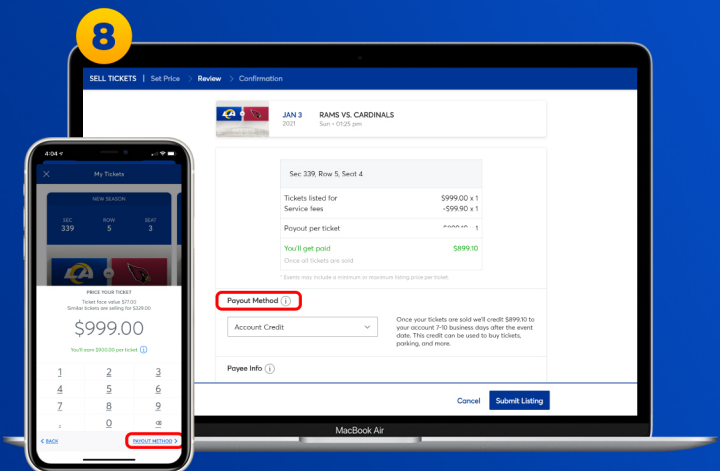 8
SELL TICKETS | Set Price > Review > Confirmation
JAN 3 RAMS VS. CARDINALS
2021 Sun • 01:25 pm
Sec 339, Row 5, Seat 4
Tickets listed for $999.00 x 1
Service fees -$99.90 x 1
Payout per ticket
You'll get paid $899.10
Once all tickets are sold
* Events may include a minimum or maximum listing price per ticket.
Payout Method i
Account Credit
Once your tickets are sold we'll credit $899.10 to
your account 7-10 business days after the event
date. This credit can be used to buy tickets,
parking, and more.
Payee Info i
Cancel Submit Listing
MacBook Air
4:04
My Tickets
NEW SEASON
SEC ROW SEAT
339 5 3
PRICE YOUR TICKET
Ticket face value $77.00
Similar tickets are selling for $229.00
$999.00
You'll earn $900.00 per ticket i
1 2 3
4 5 6
7 8 9
. 0
< BACK PAYOUT METHOD >